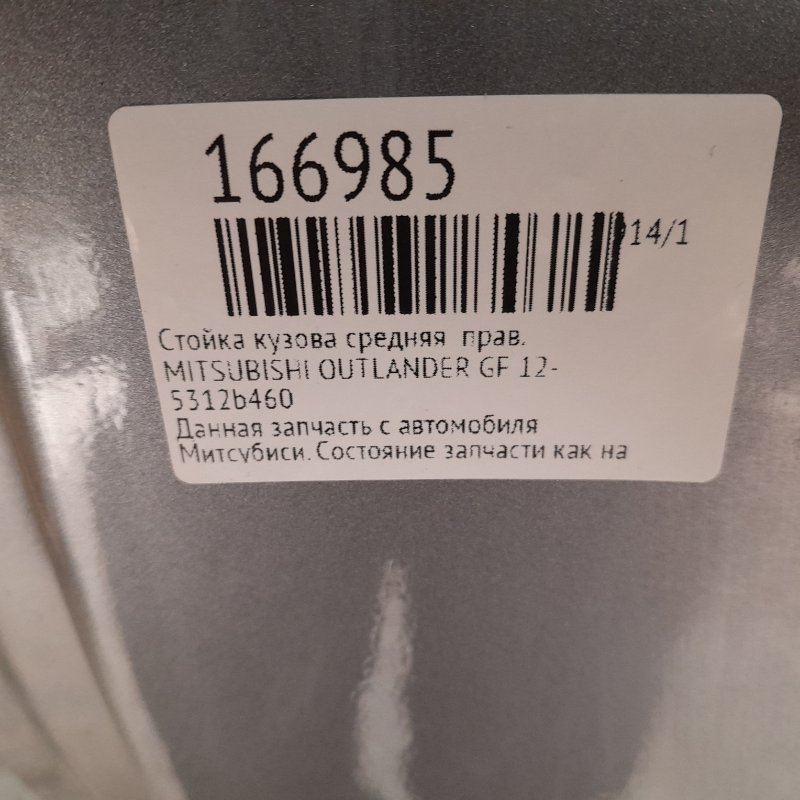 166985
14/1
Стойка кузова средняя прав.
MITSUBISHI OUTLANDER GF 12-
5312b460
Данная запчасть с автомобиля
Митсубиси. Состояние запчасти как на